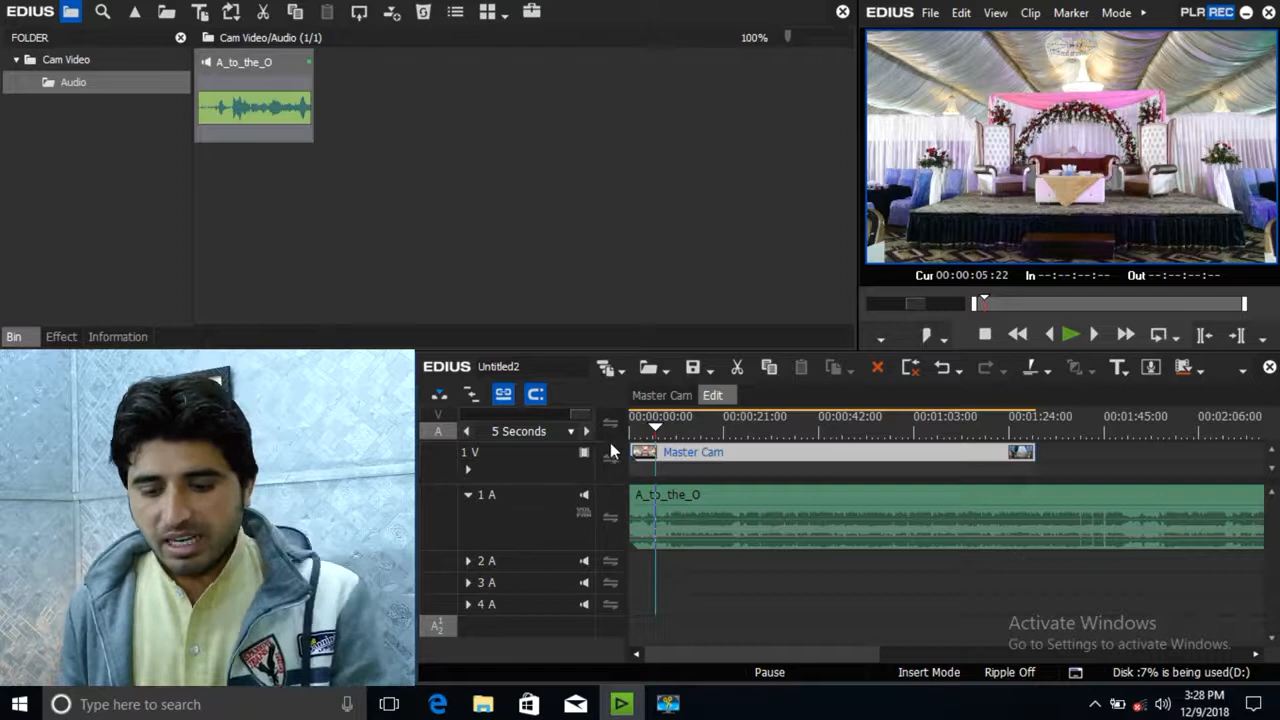 EDIUS
EDIUS File Edit View Clip Marker Mode PLR REC
FOLDER
Cam Video/Audio (1/1) 100%
Cam Video
Audio
A_to_the_O
Cur 00:00:05:22 In --:--:--:-- Out --:--:--:--
Bin Effect Information
EDIUS Untitled2
Master Cam Edit
V
A 5 Seconds
00:00:00:00 00:00:21:00 00:00:42:00 00:01:03:00 00:01:24:00 00:01:45:00 00:02:06:00
1 V Master Cam
1 A A_to_the_O
2 A
3 A
4 A
Activate Windows
Go to Settings to activate Windows.
Pause Insert Mode Ripple Off Disk :7% is being used(D:)
Type here to search
3:28 PM
12/9/2018